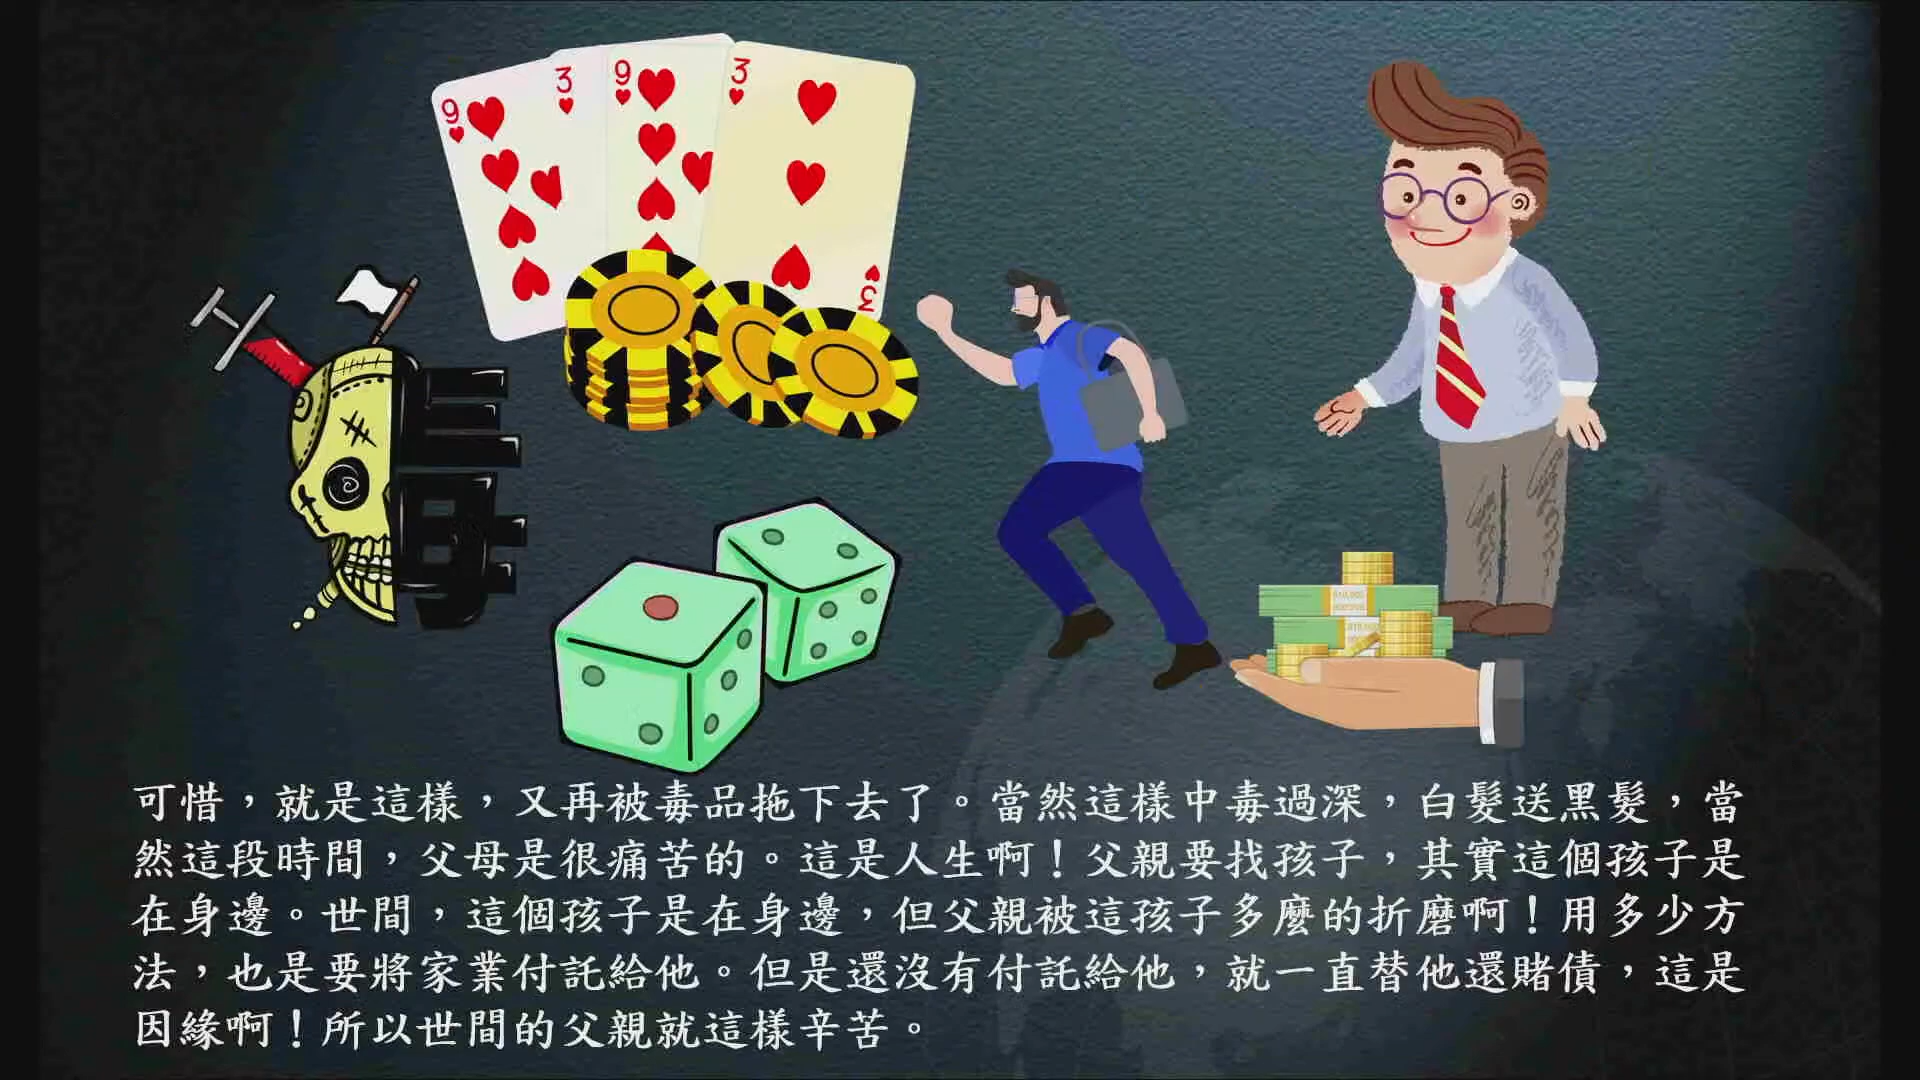 9
3
9
3
3
可惜，就是這樣，又再被毒品拖下去了。當然這樣中毒過深，白髮送黑髮，當
然這段時間，父母是很痛苦的。這是人生啊！父親要找孩子，其實這個孩子是
在身邊。世間，這個孩子是在身邊，但父親被這孩子多麼的折磨啊！用多少方
法，也是要將家業付託給他。但是還沒有付託給他，就一直替他還賭債，這是
因緣啊！所以世間的父親就這樣辛苦。